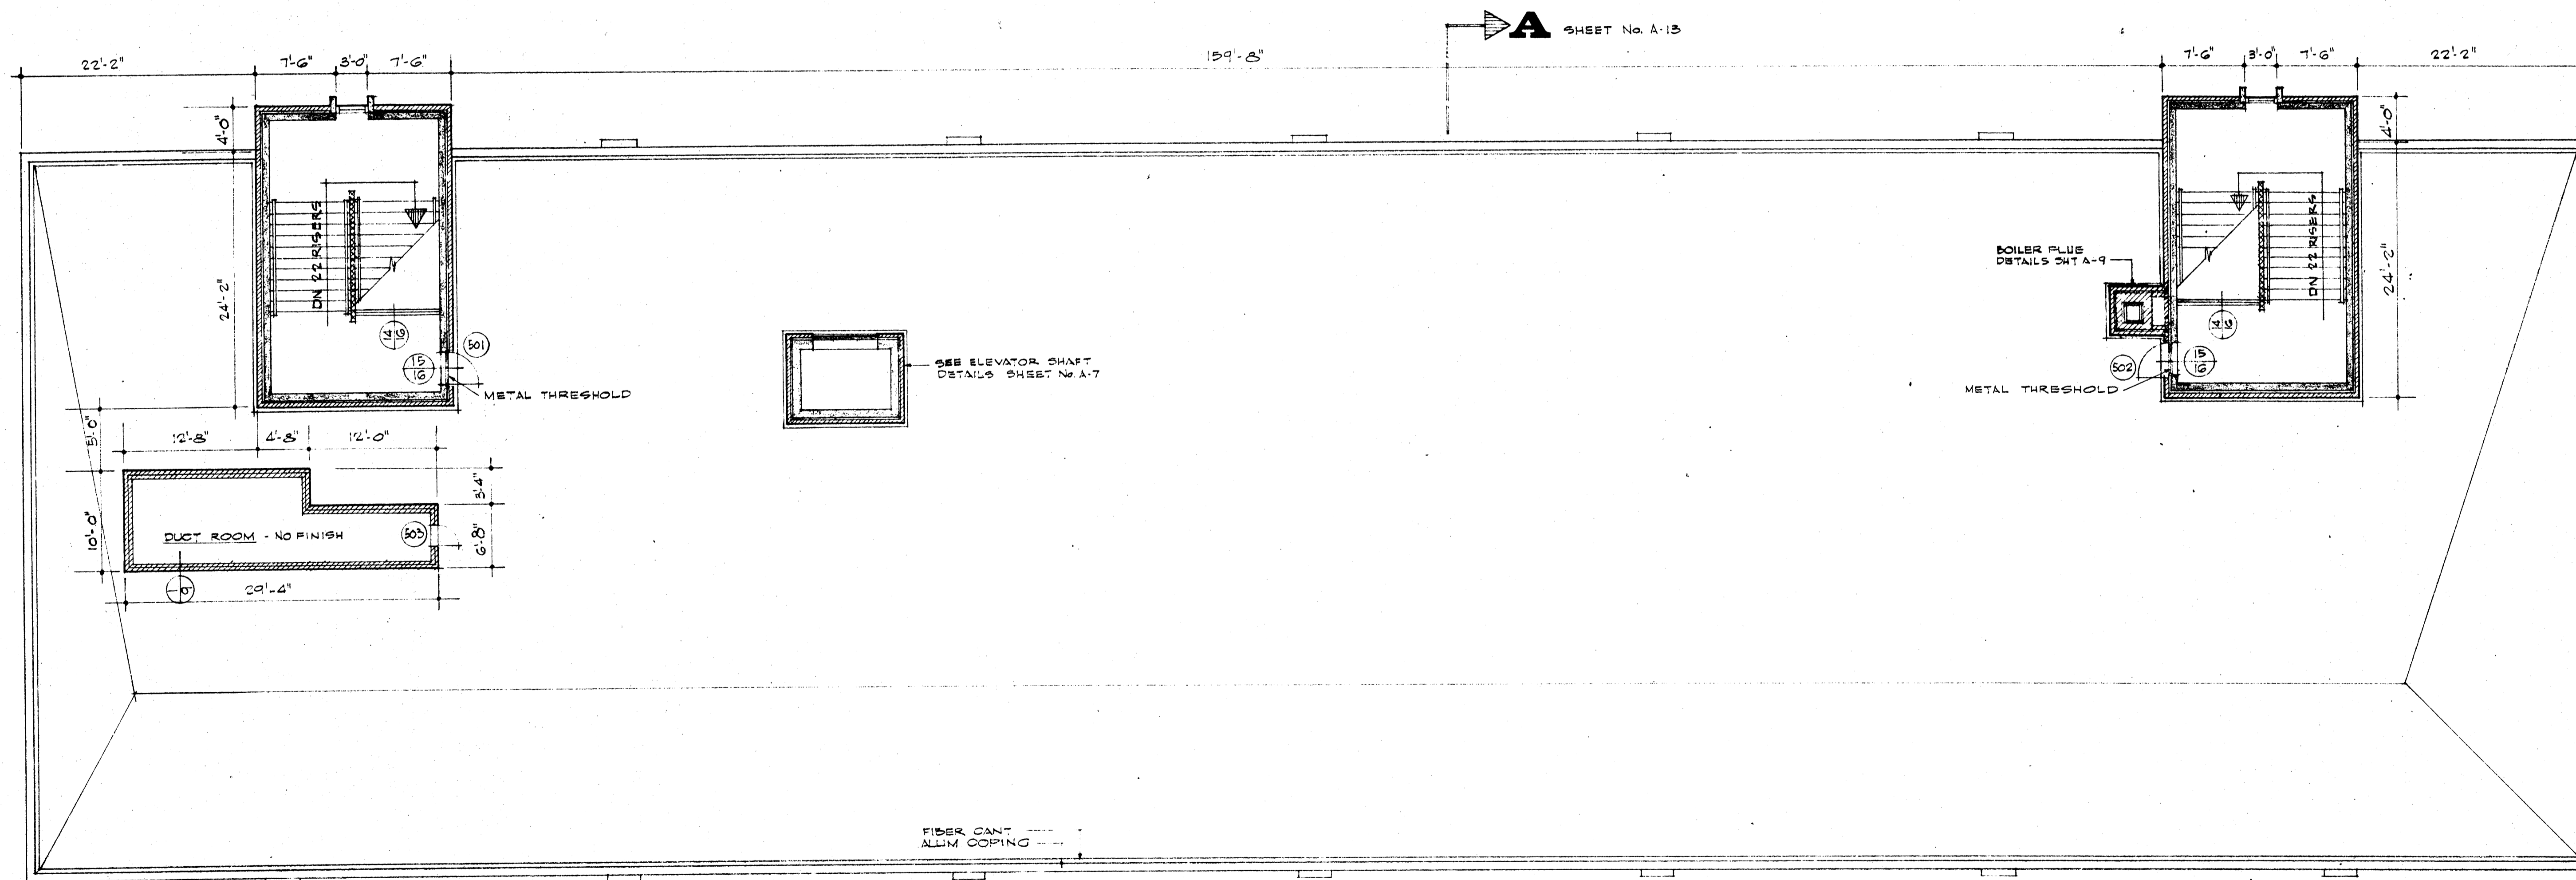 A SHEET No. A-13
22'-2" 7'-6" 3'-0" 7'-6" 159'-8" 7'-6" 3'-0" 7'-6" 22'-2"
4'-0"
4'-0"
DN 22 RISERS
DN 22 RISERS
24'-2"
24'-2"
BOILER FLUE
DETAILS SHT A-9
14
16
14
16
501
15
16
METAL THRESHOLD
SEE ELEVATOR SHAFT
DETAILS SHEET No. A-7
502
15
16
METAL THRESHOLD
5'-0"
12'-8" 4'-8" 12'-0"
3'-4"
10'-0"
DUCT ROOM - NO FINISH
503
6'-8"
1
9
29'-4"
FIBER CANT
ALUM COPING